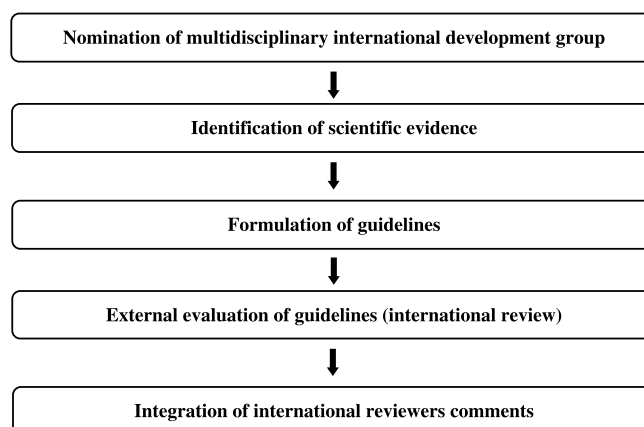 Nomination of multidisciplinary international development group
Identification of scientific evidence
Formulation of guidelines
External evaluation of guidelines (international review)
Integration of international reviewers comments